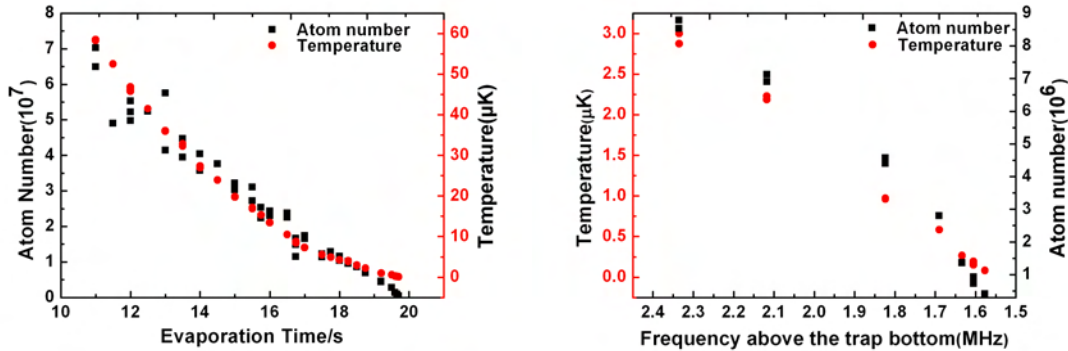 Atom number
Temperature
Atom Number(10⁷)
8
7
6
5
4
3
2
1
0
60
50
40
30
20
10
0
Temperature(μK)
10 12 14 16 18 20
Evaporation Time/s
Atom number
Temperature
Temperature(μK)
3.0
2.5
2.0
1.5
1.0
0.5
0.0
9
8
7
6
5
4
3
2
1
Atom number(10⁶)
2.4 2.3 2.2 2.1 2.0 1.9 1.8 1.7 1.6 1.5
Frequency above the trap bottom(MHz)